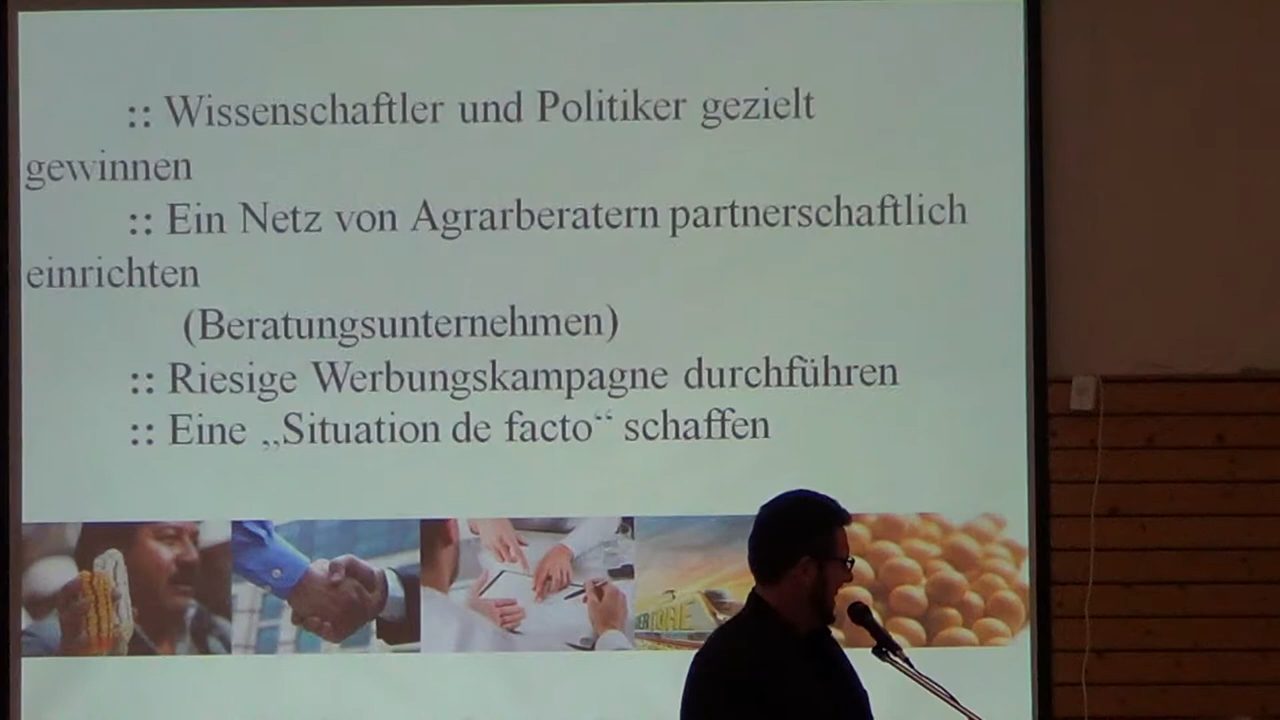 :: Wissenschaftler und Politiker gezielt
gewinnen
:: Ein Netz von Agrarberatern partnerschaftlich
einrichten
(Beratungsunternehmen)
:: Riesige Werbungskampagne durchführen
:: Eine „Situation de facto“ schaffen